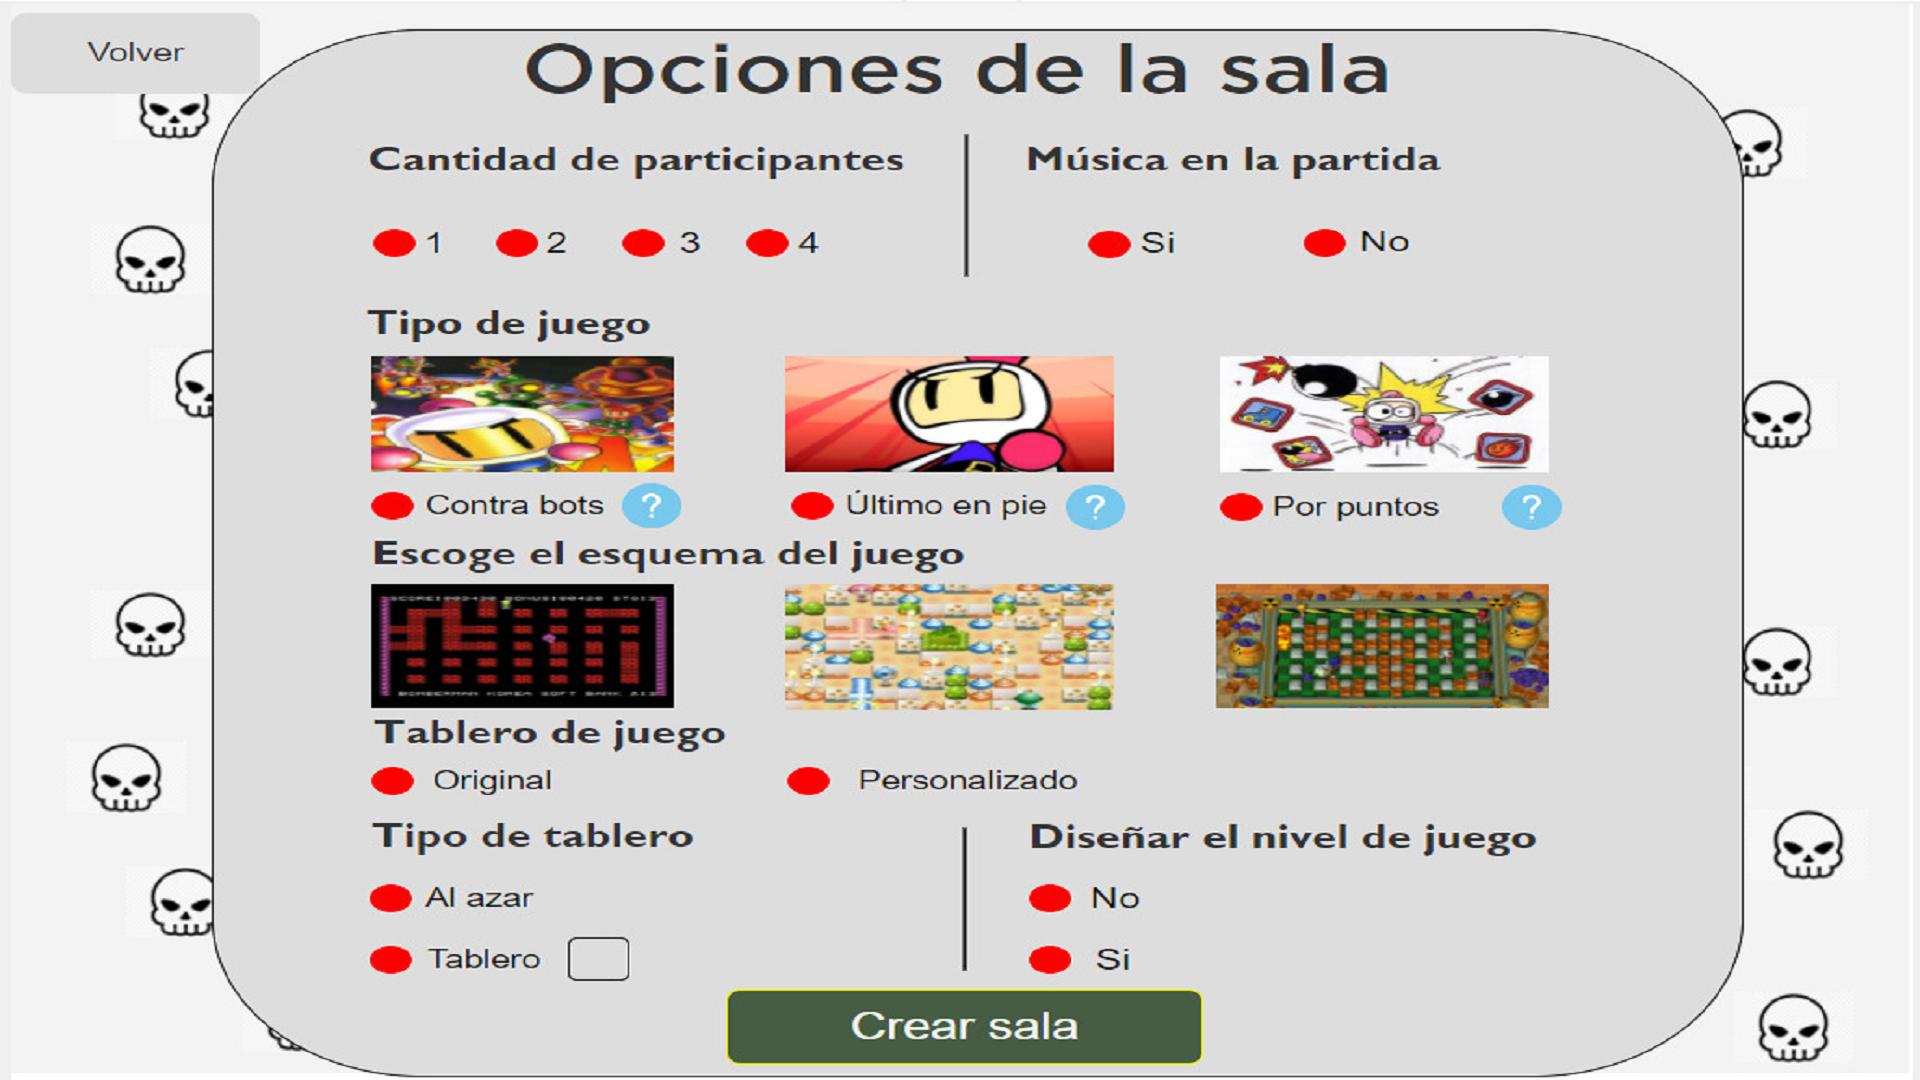 Volver
Opciones de la sala
Cantidad de participantes
Música en la partida
1 2 3 4
Si No
Tipo de juego
Contra bots ? Último en pie ? Por puntos ?
Escoge el esquema del juego
Tablero de juego
Original Personalizado
Tipo de tablero
Al azar
Tablero
Diseñar el nivel de juego
No
Si
Crear sala